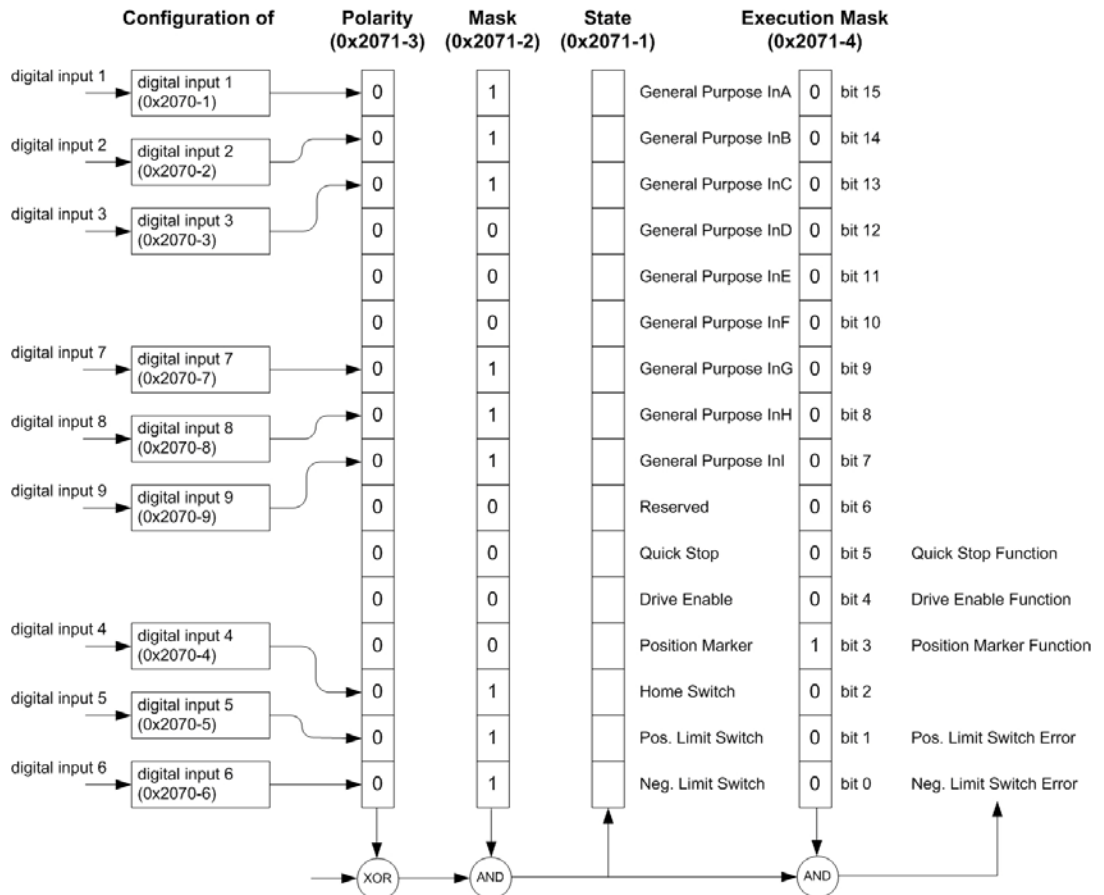 Configuration of Polarity Mask State Execution Mask
(0x2071-3) (0x2071-2) (0x2071-1) (0x2071-4)
digital input 1 digital input 1 0 1 General Purpose InA 0 bit 15
(0x2070-1)
digital input 2 digital input 2 0 1 General Purpose InB 0 bit 14
(0x2070-2)
0 1 General Purpose InC 0 bit 13
digital input 3 digital input 3 0 0 General Purpose InD 0 bit 12
(0x2070-3)
0 0 General Purpose InE 0 bit 11
0 0 General Purpose InF 0 bit 10
digital input 7 digital input 7 0 1 General Purpose InG 0 bit 9
(0x2070-7)
digital input 8 digital input 8 0 1 General Purpose InH 0 bit 8
(0x2070-8)
0 1 General Purpose InI 0 bit 7
digital input 9 digital input 9 0 0 Reserved 0 bit 6
(0x2070-9)
0 0 Quick Stop 0 bit 5 Quick Stop Function
0 0 Drive Enable 0 bit 4 Drive Enable Function
digital input 4 digital input 4 0 0 Position Marker 1 bit 3 Position Marker Function
(0x2070-4)
0 1 Home Switch 0 bit 2
digital input 5 digital input 5 0 1 Pos. Limit Switch 0 bit 1 Pos. Limit Switch Error
(0x2070-5)
digital input 6 digital input 6 0 1 Neg. Limit Switch 0 bit 0 Neg. Limit Switch Error
(0x2070-6)
XOR AND AND